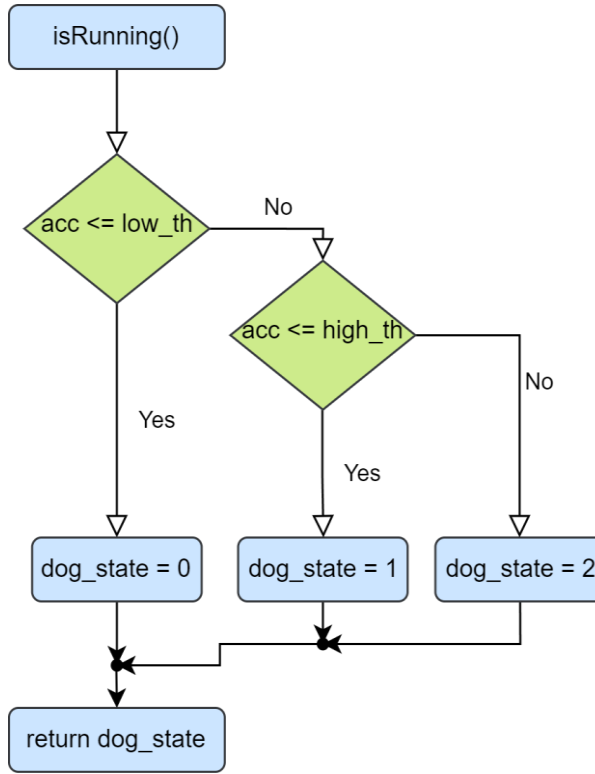 isRunning()
acc <= low_th
No
acc <= high_th
No
Yes
Yes
dog_state = 0
dog_state = 1
dog_state = 2
return dog_state